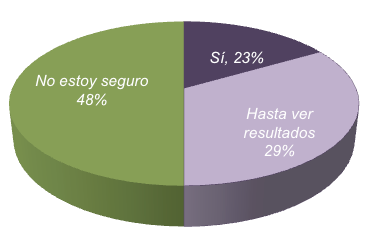 Sí, 23%
No estoy seguro
48%
Hasta ver
resultados
29%